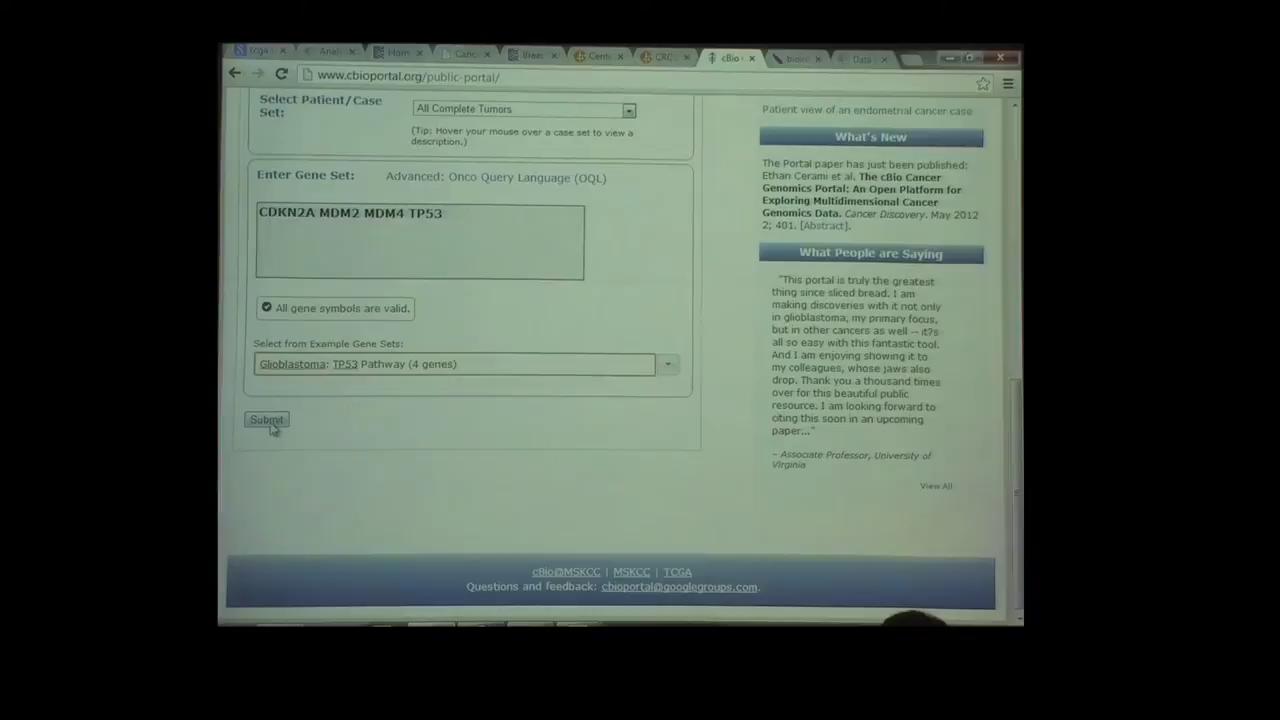 tcga
Anal
Hom
Canc
Broad
CRC
cBio
Data
www.cbioportal.org/public-portal/
Select Patient/Case
Set:
All Complete Tumors
(Tip: Hover your mouse over a case set to view a
description.)
Enter Gene Set:
Advanced: Onco Query Language (OQL)
CDKN2A MDM2 MDM4 TP53
All gene symbols are valid.
Select from Example Gene Sets:
Glioblastoma: TP53 Pathway (4 genes)
Submit
Patient view of an endometrial cancer case
What's New
The Portal paper has just been published:
Ethan Cerami et al. The cBio Cancer
Genomics Portal: An Open Platform for
Exploring Multidimensional Cancer
Genomics Data. Cancer Discovery. May 2012
2; 401. [Abstract].
What People are Saying
"This portal is truly the greatest
thing since sliced bread. I am
making discoveries with it not only
in glioblastoma, my primary focus,
but in other cancers as well -- it?s
all so easy with this fantastic tool.
And I am enjoying showing it to
my colleagues, whose jaws also
drop. Thank you a thousand times
over for this beautiful public
resource. I am looking forward to
citing this soon in an upcoming
paper..."
– Associate Professor, University of
Virginia
View All
cBio@MSKCC | MSKCC | TCGA
Questions and feedback: cbioportal@googlegroups.com.